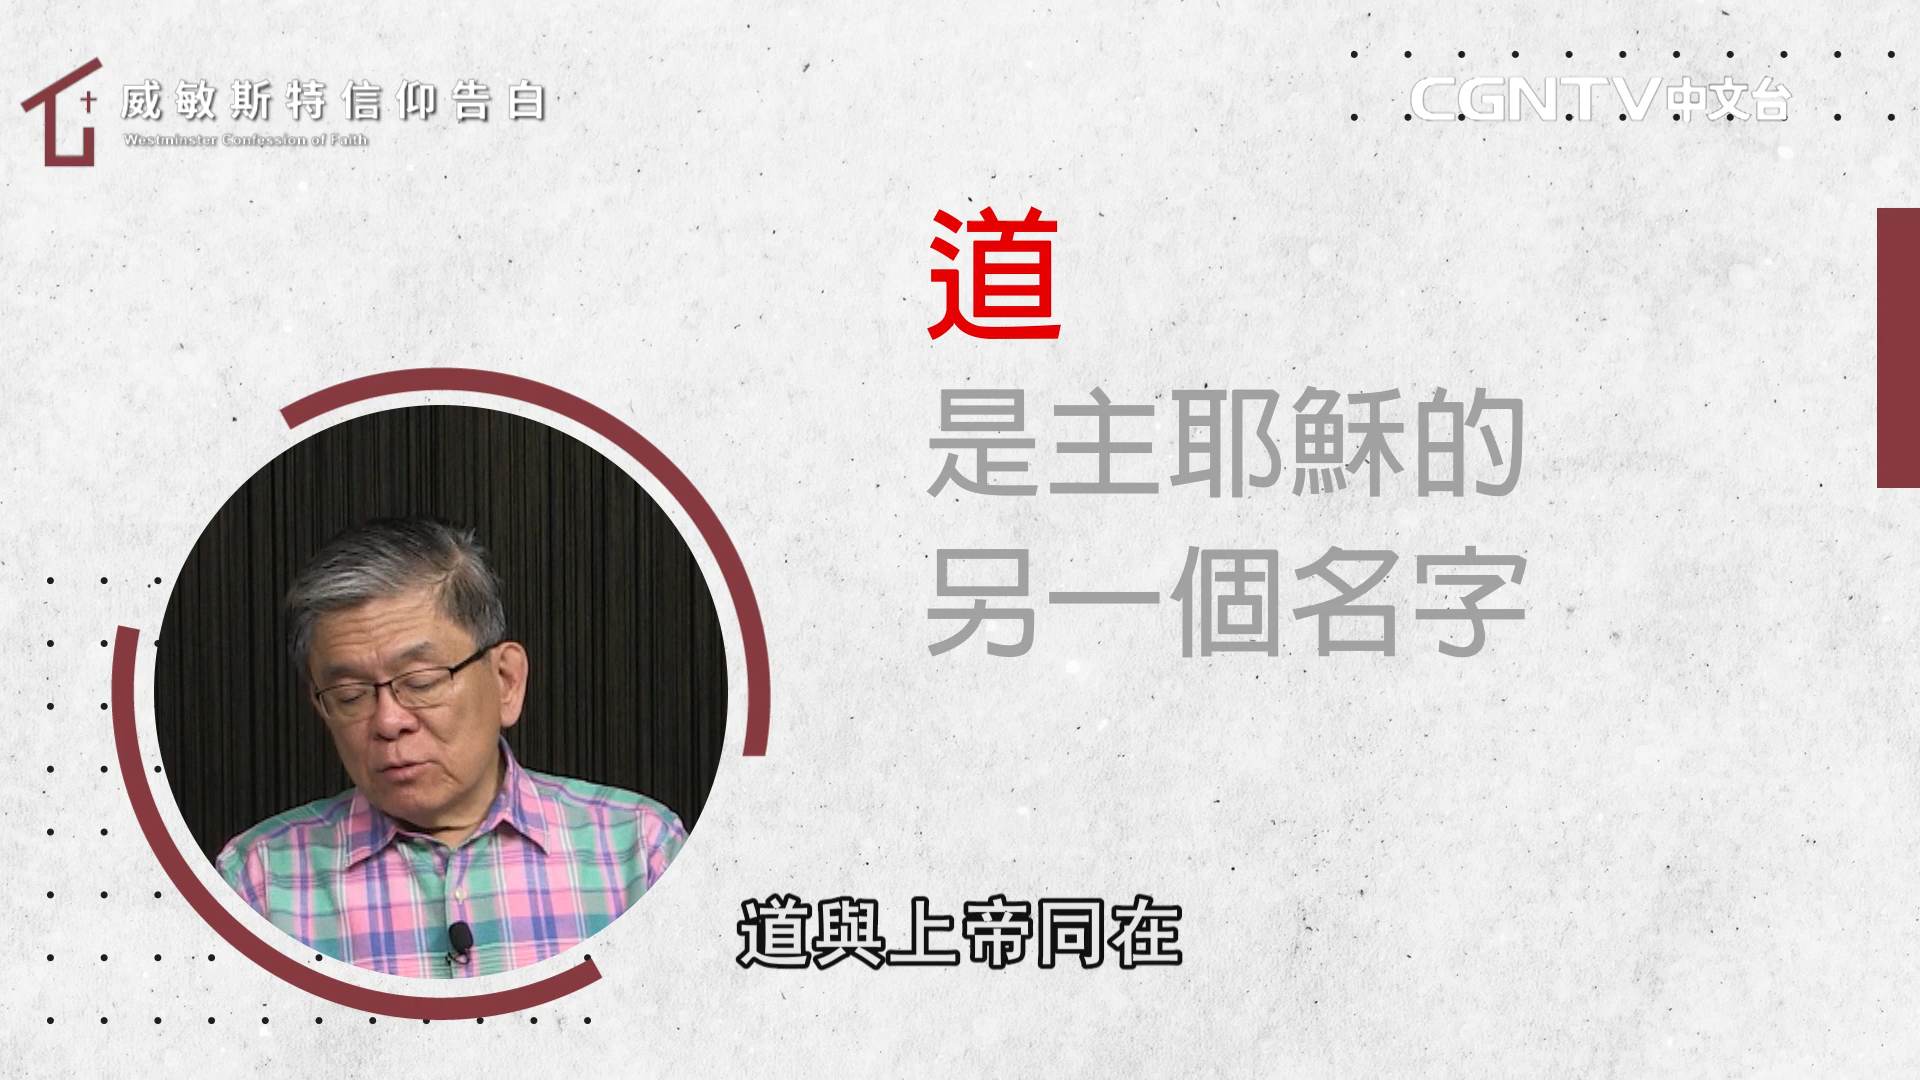 威敏斯特信仰告白
Westminster Confession of Faith
CGNTV中文台
道
是主耶穌的
另一個名字
道與上帝同在